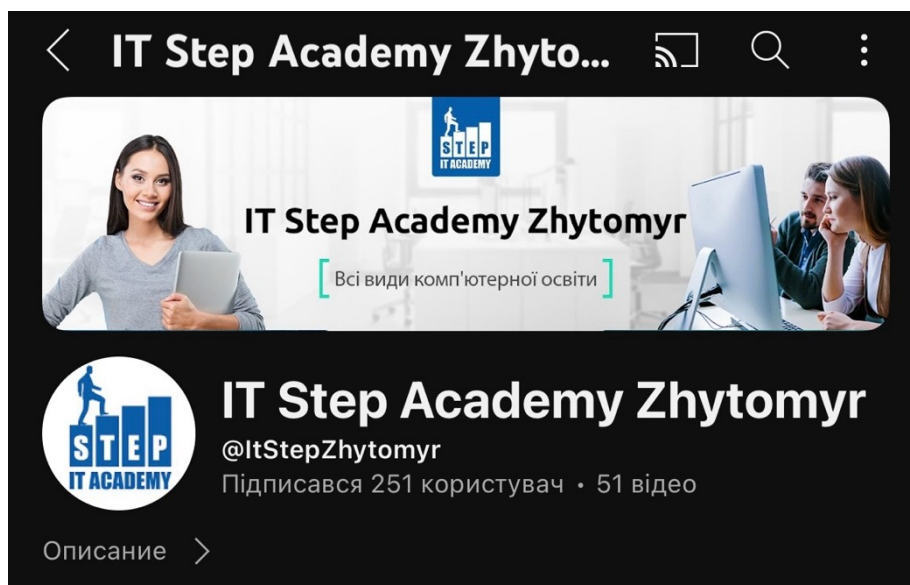 IT Step Academy Zhyto...
STEP
IT ACADEMY
IT Step Academy Zhytomyr
[Всі види комп'ютерної освіти]
STEP
IT ACADEMY
IT Step Academy Zhytomyr
@ItStepZhytomyr
Підписався 251 користувач • 51 відео
Описание >